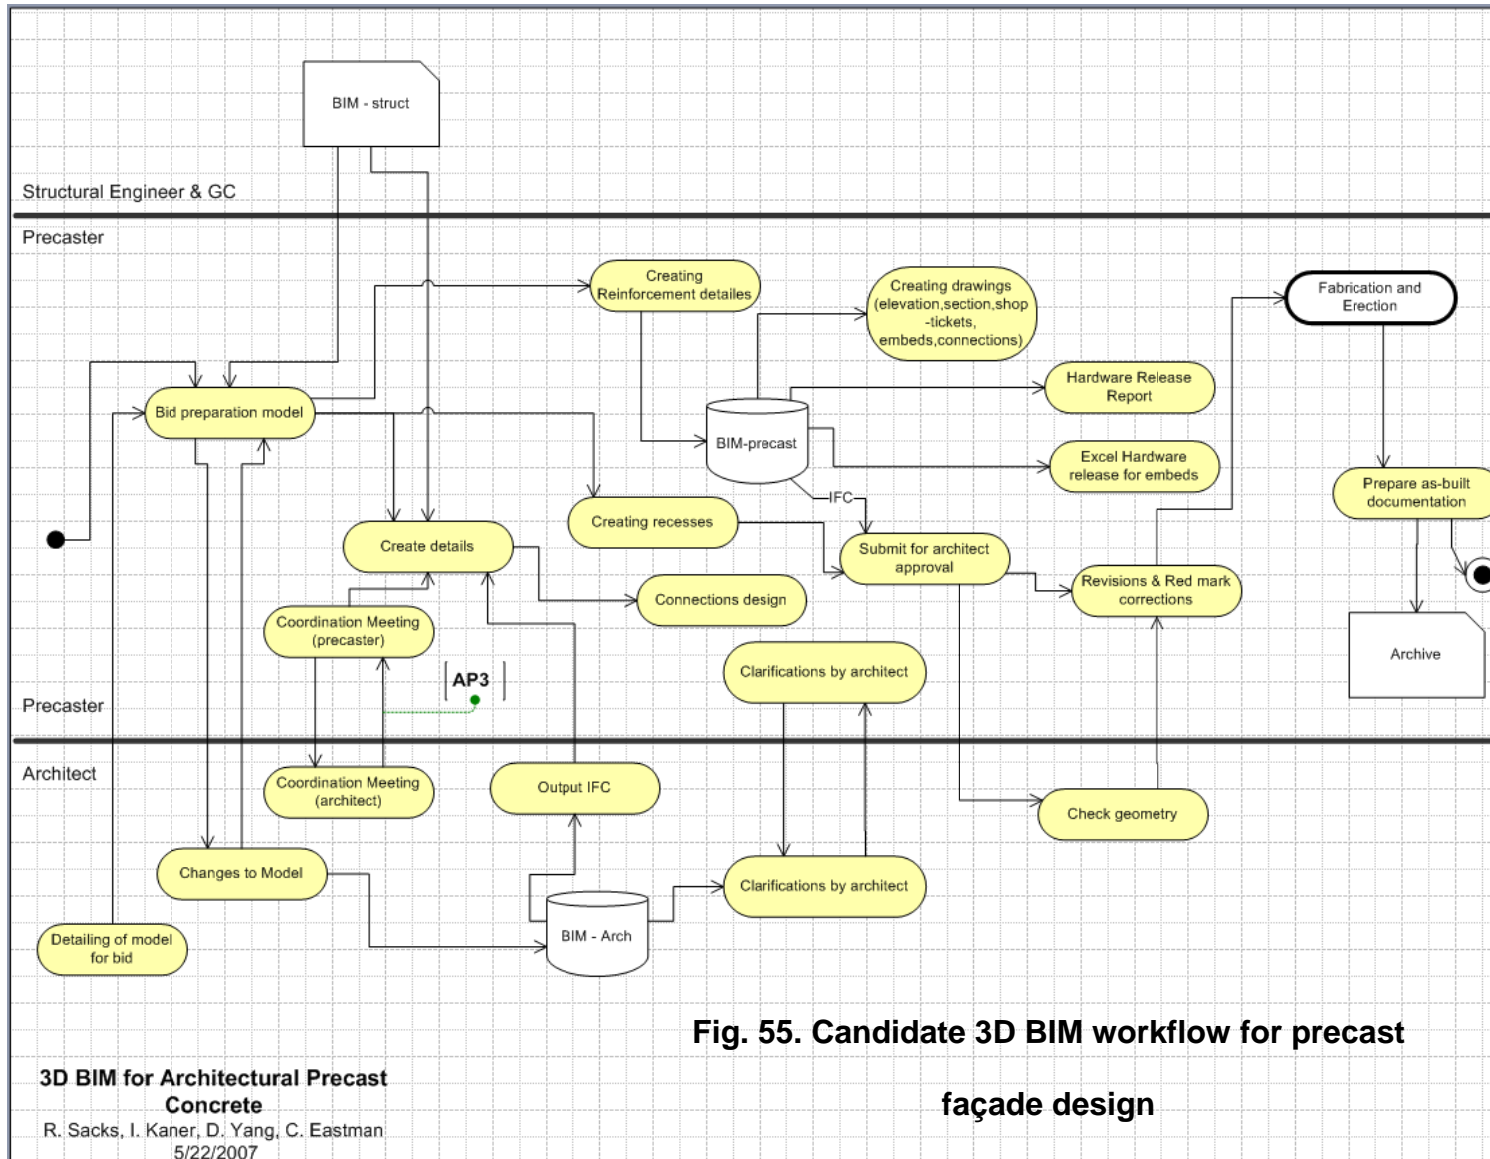 BIM - struct
Structural Engineer & GC
Precaster
Creating
Reinforcement detailes
Creating drawings
(elevation,section,shop
-tickets,
embeds,connections)
Fabrication and
Erection
Hardware Release
Report
Bid preparation model
BIM-precast
Excel Hardware
release for embeds
Prepare as-built
documentation
IFC
Creating recesses
Create details
Submit for architect
approval
Revisions & Red mark
corrections
Connections design
Coordination Meeting
(precaster)
Clarifications by architect
Archive
AP3
Precaster
Architect
Coordination Meeting
(architect)
Output IFC
Check geometry
Changes to Model
Clarifications by architect
Detailing of model
for bid
BIM - Arch
Fig. 55. Candidate 3D BIM workflow for precast
façade design
3D BIM for Architectural Precast
Concrete
R. Sacks, I. Kaner, D. Yang, C. Eastman
5/22/2007